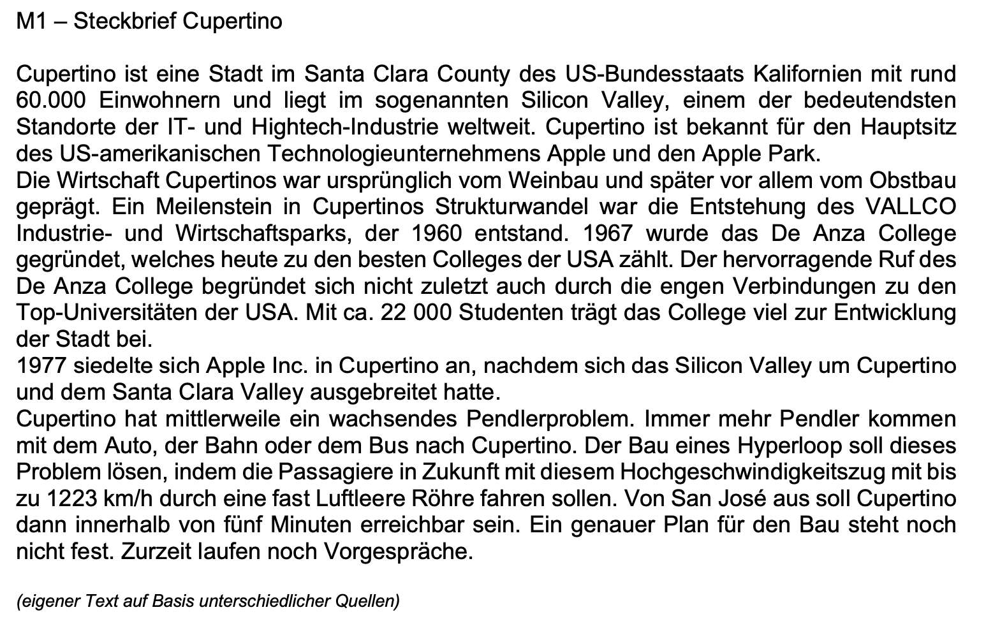 M1 – Steckbrief Cupertino
Cupertino ist eine Stadt im Santa Clara County des US-Bundesstaats Kalifornien mit rund
60.000 Einwohnern und liegt im sogenannten Silicon Valley, einem der bedeutendsten
Standorte der IT- und Hightech-Industrie weltweit. Cupertino ist bekannt für den Hauptsitz
des US-amerikanischen Technologieunternehmens Apple und den Apple Park.
Die Wirtschaft Cupertinos war ursprünglich vom Weinbau und später vor allem vom Obstbau
geprägt. Ein Meilenstein in Cupertinos Strukturwandel war die Entstehung des VALLCO
Industrie- und Wirtschaftsparks, der 1960 entstand. 1967 wurde das De Anza College
gegründet, welches heute zu den besten Colleges der USA zählt. Der hervorragende Ruf des
De Anza College begründet sich nicht zuletzt auch durch die engen Verbindungen zu den
Top-Universitäten der USA. Mit ca. 22 000 Studenten trägt das College viel zur Entwicklung
der Stadt bei.
1977 siedelte sich Apple Inc. in Cupertino an, nachdem sich das Silicon Valley um Cupertino
und dem Santa Clara Valley ausgebreitet hatte.
Cupertino hat mittlerweile ein wachsendes Pendlerproblem. Immer mehr Pendler kommen
mit dem Auto, der Bahn oder dem Bus nach Cupertino. Der Bau eines Hyperloop soll dieses
Problem lösen, indem die Passagiere in Zukunft mit diesem Hochgeschwindigkeitszug mit bis
zu 1223 km/h durch eine fast Luftleere Röhre fahren sollen. Von San José aus soll Cupertino
dann innerhalb von fünf Minuten erreichbar sein. Ein genauer Plan für den Bau steht noch
nicht fest. Zurzeit laufen noch Vorgespräche.
(eigener Text auf Basis unterschiedlicher Quellen)